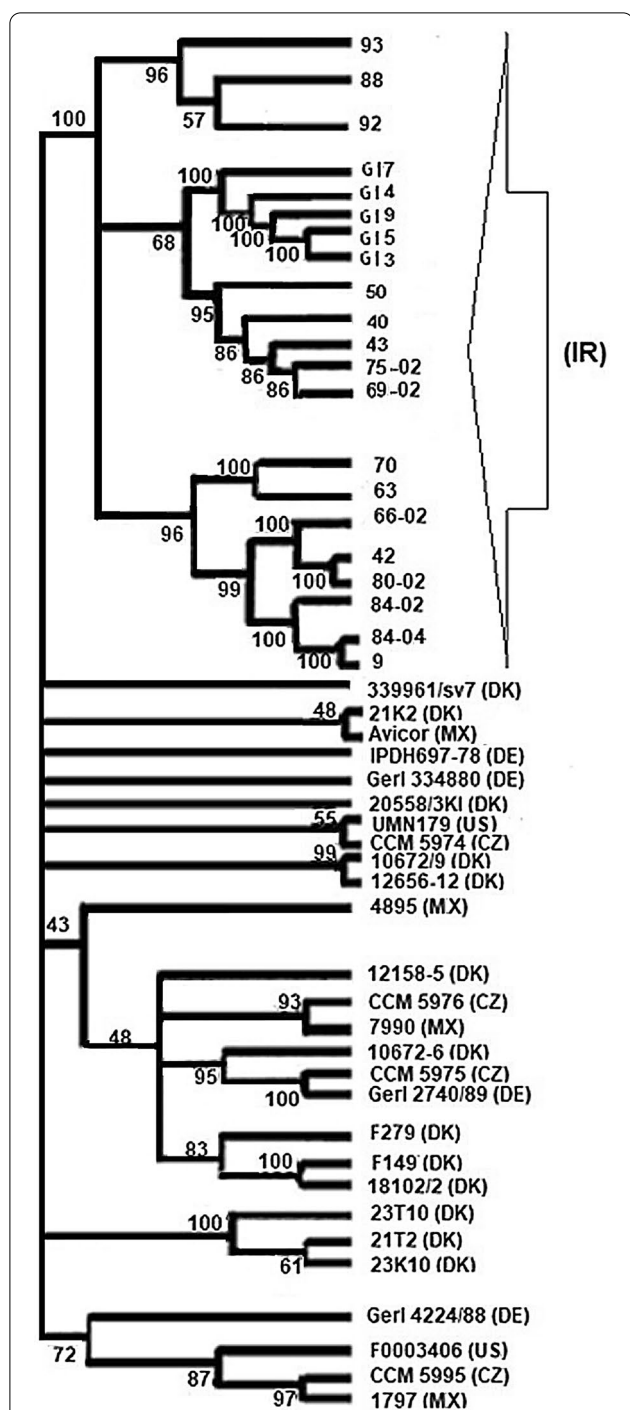 93
96
88
57
92
100
GI7
100
GI4
GI9
100
100
GI5
100
GI3
68
50
95
40
43
86
75-02
86
86
69-02
70
100
63
96
66-02
100
42
100
80-02
99
84-02
100
84-04
100
9
(IR)
339961/sv7 (DK)
48
21K2 (DK)
Avicor (MX)
IPDH697-78 (DE)
Gerl 334880 (DE)
20558/3Kl (DK)
55
UMN179 (US)
CCM 5974 (CZ)
99
10672/9 (DK)
12656-12 (DK)
4895 (MX)
43
12158-5 (DK)
93
CCM 5976 (CZ)
7990 (MX)
48
10672-6 (DK)
95
CCM 5975 (CZ)
100
Gerl 2740/89 (DE)
F279 (DK)
83
100
F149 (DK)
18102/2 (DK)
23T10 (DK)
100
21T2 (DK)
61
23K10 (DK)
Gerl 4224/88 (DE)
72
F0003406 (US)
87
CCM 5995 (CZ)
97
1797 (MX)